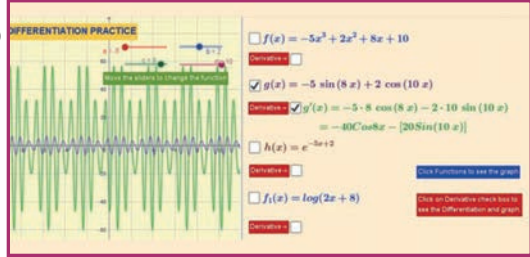 DIFFERENTIATION PRACTICE
Move the sliders to change the function
f(x) = −5x³ + 2x² + 8x + 10
Derivative =
g(x) = −5 sin (8 x) + 2 cos (10 x)
Derivative = g′(x) = −5 · 8 cos (8 x) − 2 · 10 sin (10 x)
= −40Cos8x − [20Sin(10 x)]
h(x) = e^{−5x+2}
Derivative =
Click Functions to see the graph
f₁(x) = log(2x + 8)
Click on Derivative check box to
see the Differentiation and graph
Derivative =